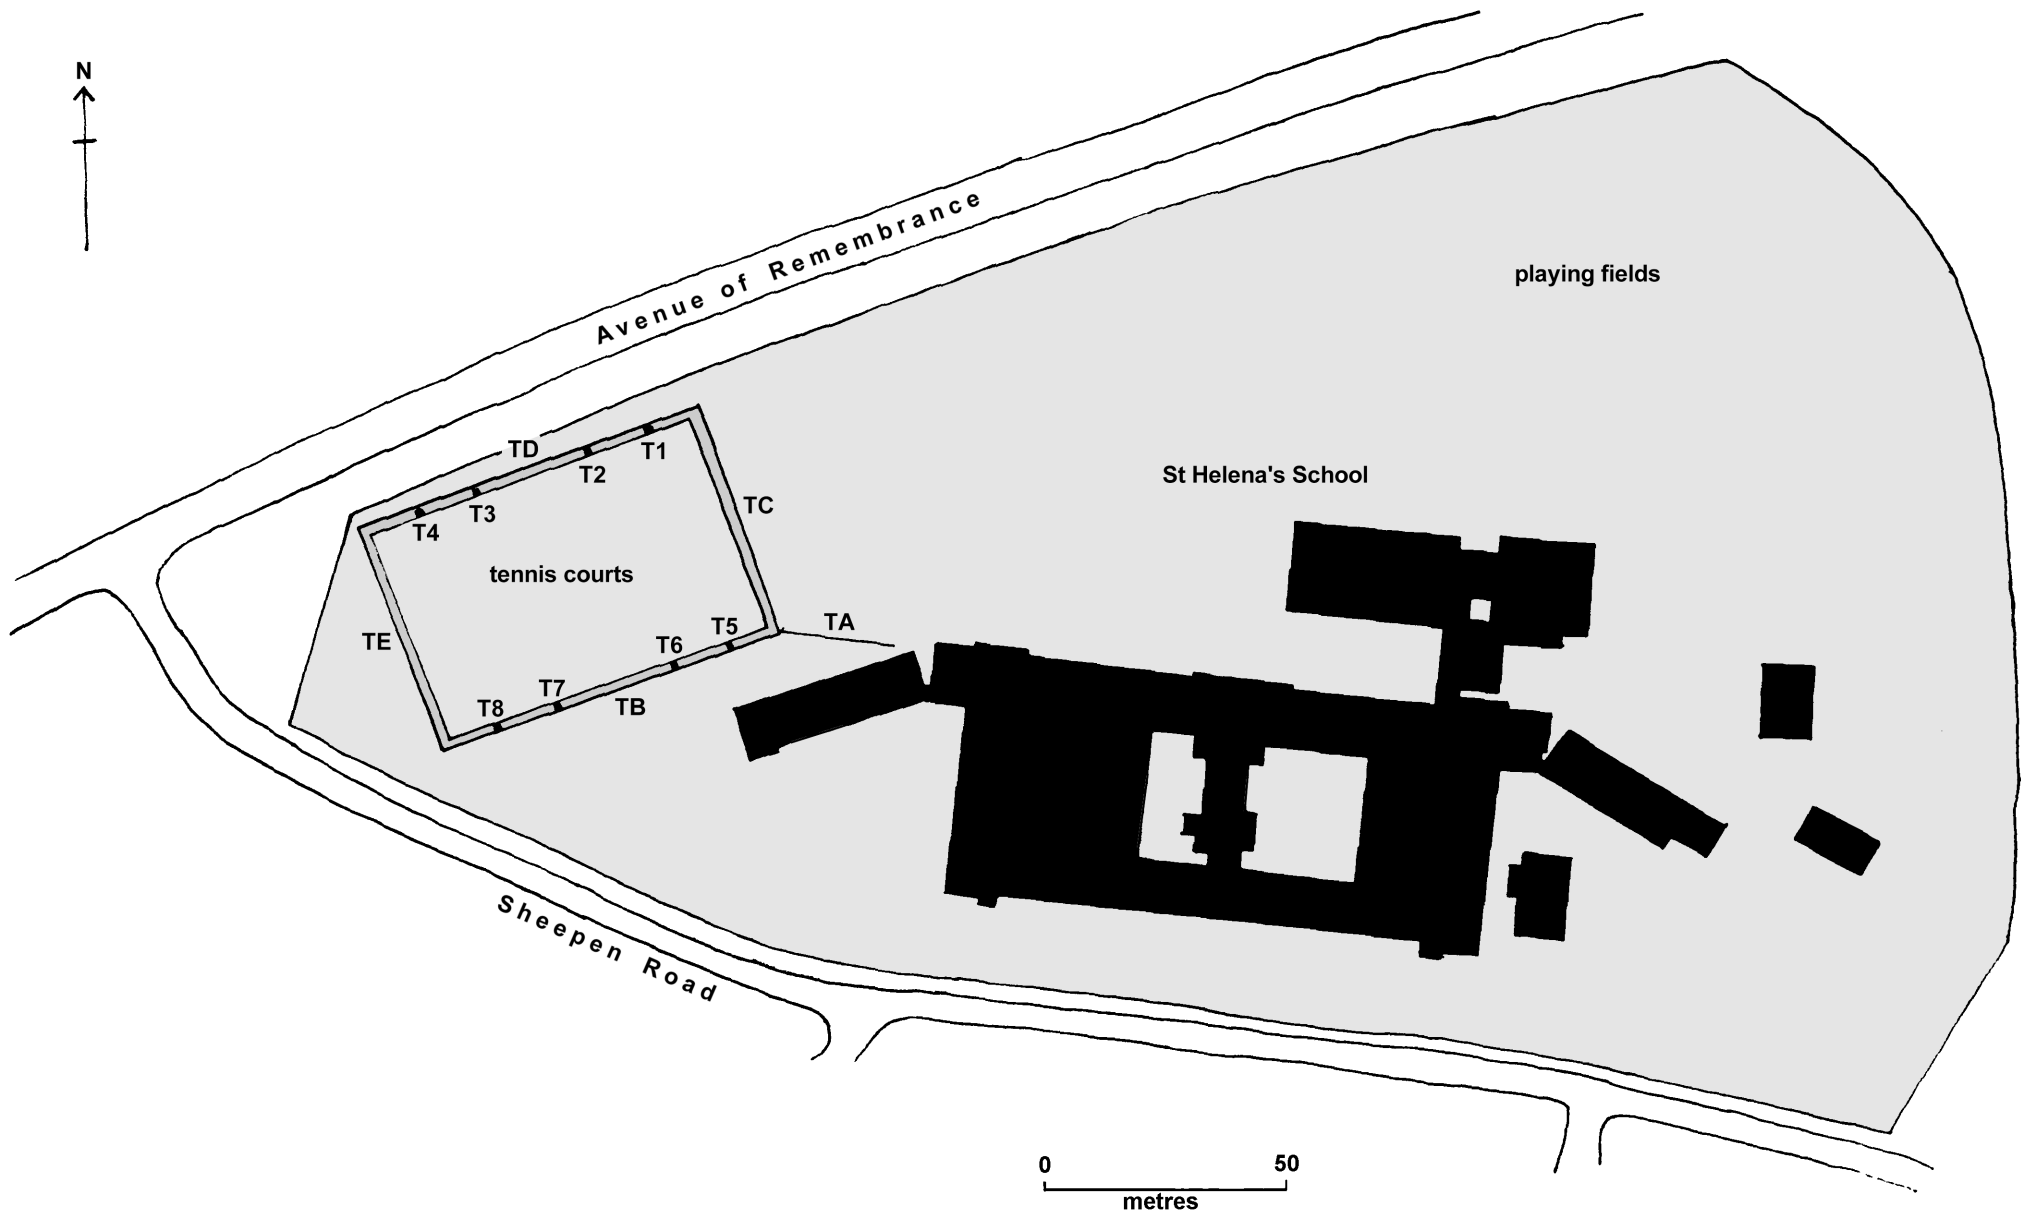 N
Avenue of Remembrance
playing fields
TD
T1
T2
St Helena's School
T3
TC
T4
tennis courts
TA
T5
TE
T6
T7
TB
T8
Sheepen Road
0 50
metres